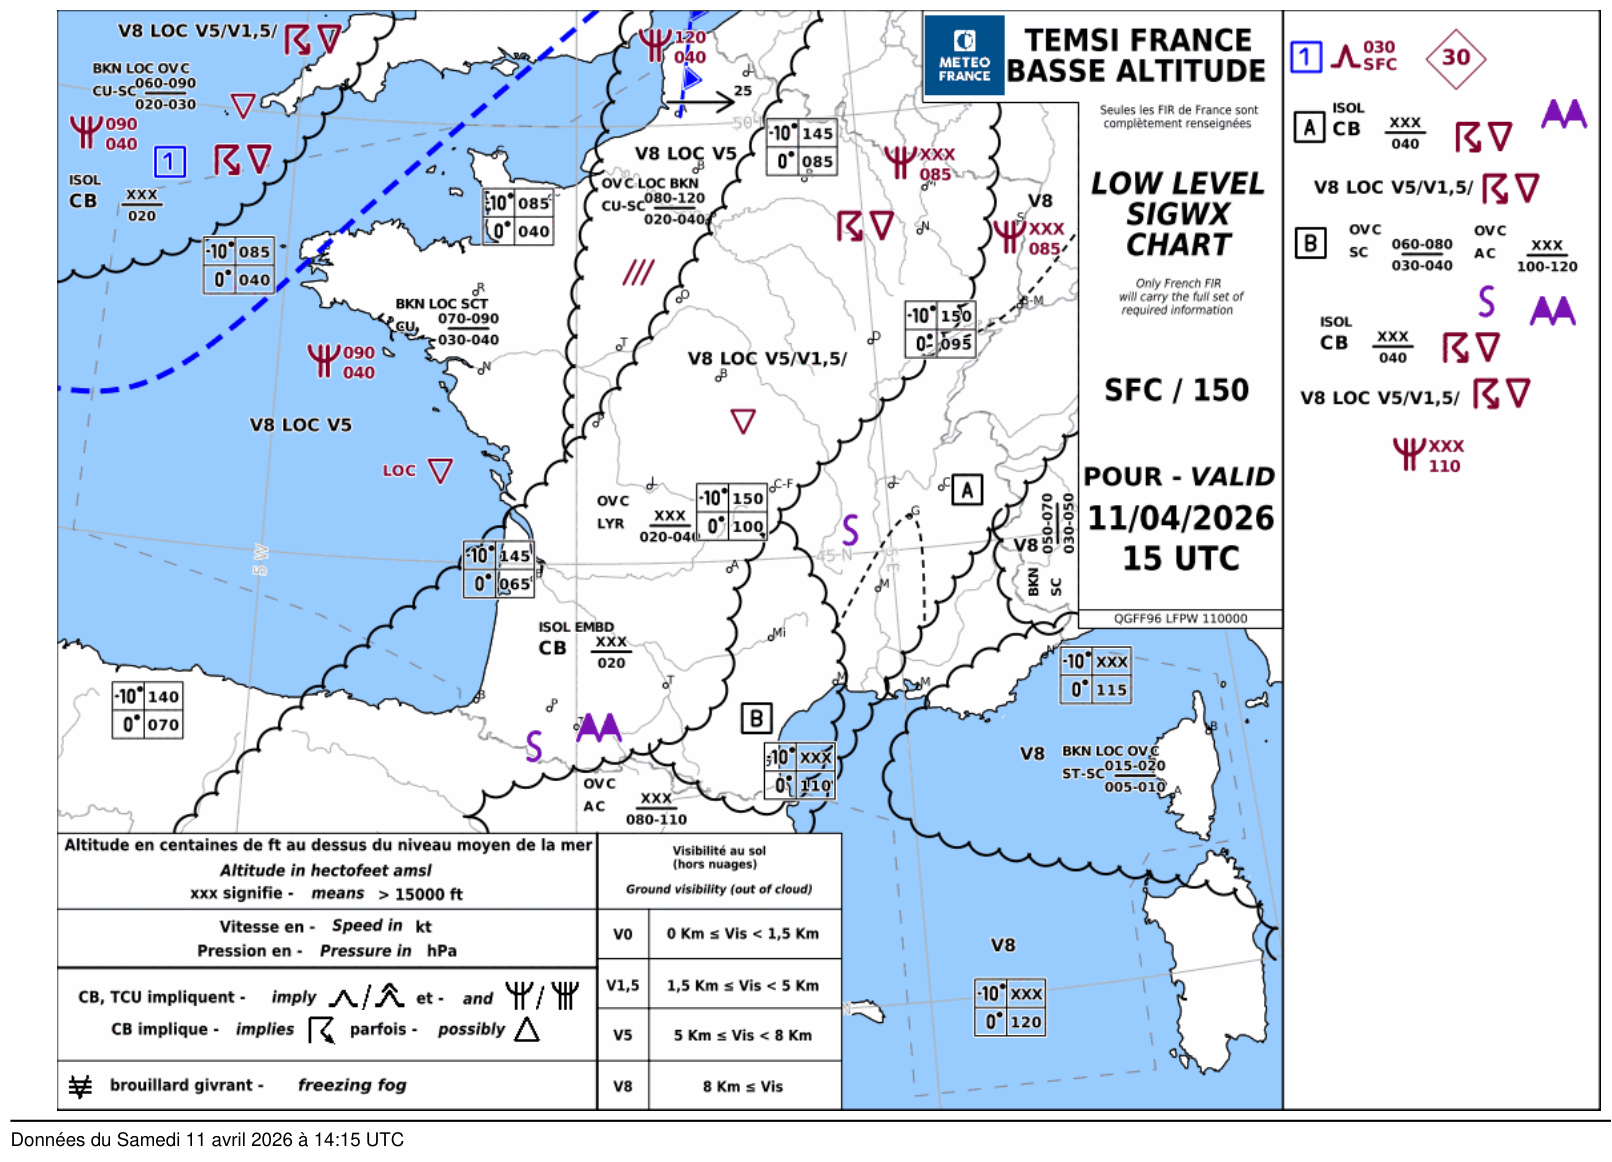 V8 LOC V5/V1,5/
BKN LOC OVC
CU-SC 060-090
020-030
090
040
1
ISOL
CB XXX
020
-10° 085
0° 040
120
040
25
50
-10° 145
0° 085
V8 LOC V5
OVC LOC BKN
CU-SC 080-120
020-040
XXX
085
-10° 085
0° 040
V8
XXX
085
R
BKN LOC SCT
CU 070-090
030-040
N
090
040
V8 LOC V5
LOC
O
T
D
B-M
-10° 150
0° 095
V8 LOC V5/V1,5/
B
P
OVC
LYR XXX
020-040
L
C-F
-10° 150
0° 100
A
G
C
45 N
5 W
-10° 145
0° 065
A
M
V8
BKN
SC
050-070
030-050
ISOL EMBD
CB XXX
020
Mi
T
P
B
M
M
N
B
-10° 140
0° 070
-10° XXX
0° 110
-10° XXX
0° 115
OVC
AC XXX
080-110
V8
BKN LOC OVC
ST-SC 015-020
005-010
B
A
V8
-10° XXX
0° 120
METEO
FRANCE
TEMSI FRANCE
BASSE ALTITUDE
Seules les FIR de France sont
complètement renseignées
LOW LEVEL
SIGWX
CHART
Only French FIR
will carry the full set of
required information
SFC / 150
POUR - VALID
11/04/2026
15 UTC
QGFF96 LFPW 110000
1 030
SFC
30
A ISOL
CB XXX
040
V8 LOC V5/V1,5/
B OVC
SC 060-080
030-040
OVC
AC XXX
100-120
ISOL
CB XXX
040
V8 LOC V5/V1,5/
XXX
110
Altitude en centaines de ft au dessus du niveau moyen de la mer
Altitude in hectofeet amsl
xxx signifie - means > 15000 ft
Vitesse en - Speed in kt
Pression en - Pressure in hPa
CB, TCU impliquent - imply / et - and /
CB implique - implies parfois - possibly
brouillard givrant - freezing fog
Visibilité au sol
(hors nuages)
Ground visibility (out of cloud)
V0 0 Km ≤ Vis < 1,5 Km
V1,5 1,5 Km ≤ Vis < 5 Km
V5 5 Km ≤ Vis < 8 Km
V8 8 Km ≤ Vis
Données du Samedi 11 avril 2026 à 14:15 UTC